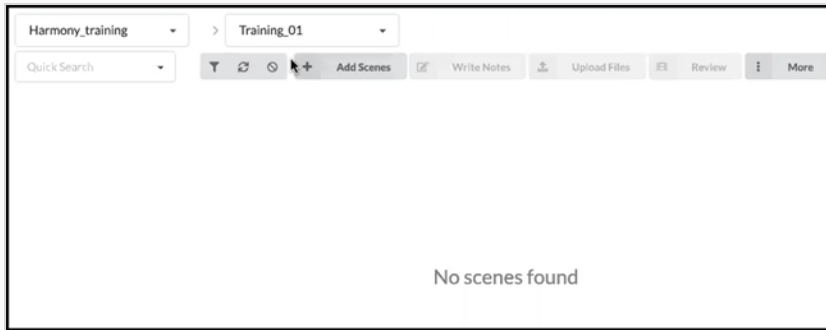 Harmony_training > Training_01
Quick Search Add Scenes Write Notes Upload Files Review More
No scenes found